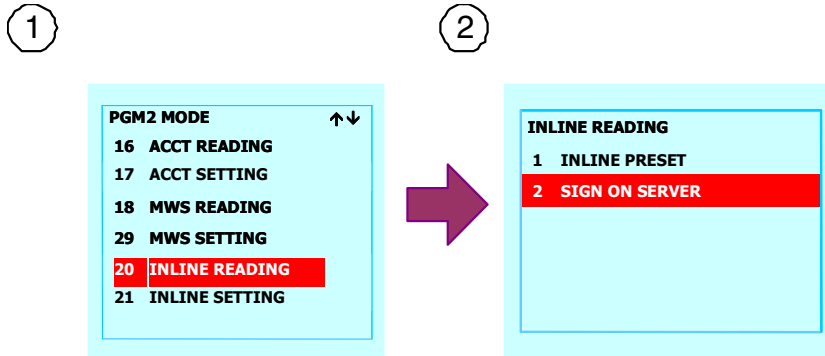 1
2
PGM2 MODE ↑↓
16 ACCT READING
17 ACCT SETTING
18 MWS READING
29 MWS SETTING
20 INLINE READING
21 INLINE SETTING
INLINE READING
1 INLINE PRESET
2 SIGN ON SERVER